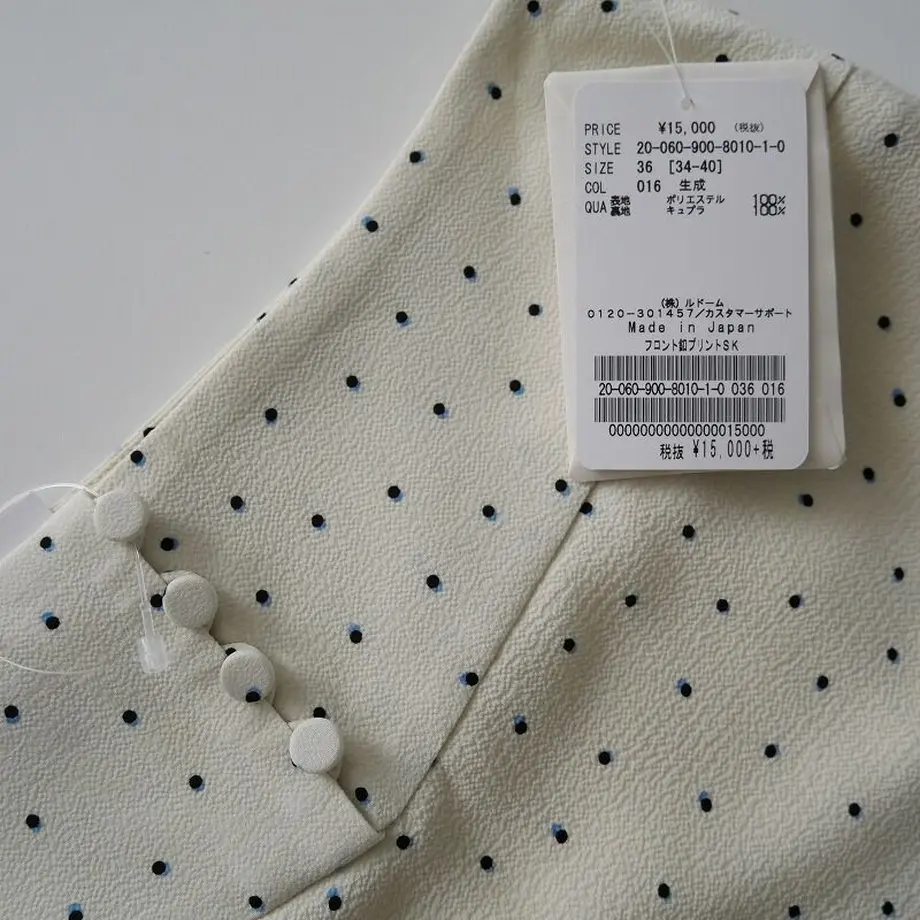 PRICE ¥15,000 (税抜)
STYLE 20-060-900-8010-1-0
SIZE 36 [34-40]
COL 016 生成
QUA 表地 ポリエステル 100%
裏地 キュプラ 100%
(株) ルドーム
0120-301457/カスタマーサポート
Made in Japan
フロント釦プリントSK
20-060-900-8010-1-0 036 016
00000000000000015000
税抜 ¥15,000+税